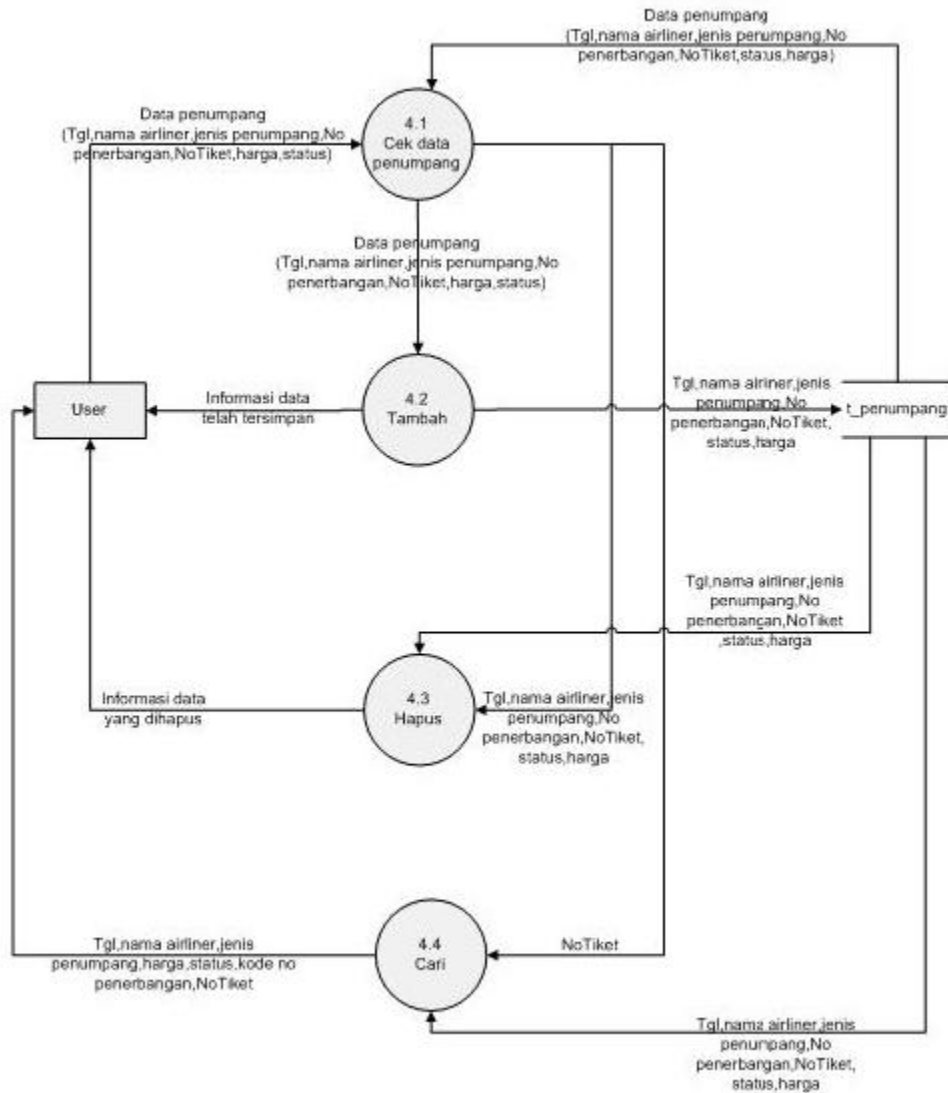 Data penumpang
(Tgl,nama airliner,jenis penumpang,No
penerbangan,NoTiket,status,harga)
Data penumpang
(Tgl,nama airliner,jenis penumpang,No
penerbangan,NoTiket,harga,status)
4.1
Cek data
penumpang
Data penumpang
(Tgl,nama airliner,jenis penumpang,No
penerbangan,NoTiket,harga,status)
User
Informasi data
telah tersimpan
4.2
Tambah
Tgl,nama airliner,jenis
penumpang,No
penerbangan,NoTiket,
status,harga
t_penumpang
Tgl,nama airliner,jenis
penumpang,No
penerbangan,NoTiket
,status,harga
Informasi data
yang dihapus
4.3
Hapus
Tgl,nama airliner,jenis
penumpang,No
penerbangan,NoTiket,
status,harga
Tgl,nama airliner,jenis
penumpang,harga,status,kode no
penerbangan,NoTiket
4.4
Cari
NoTiket
Tgl,nama airliner,jenis
penumpang,No
penerbangan,NoTiket,
status,harga